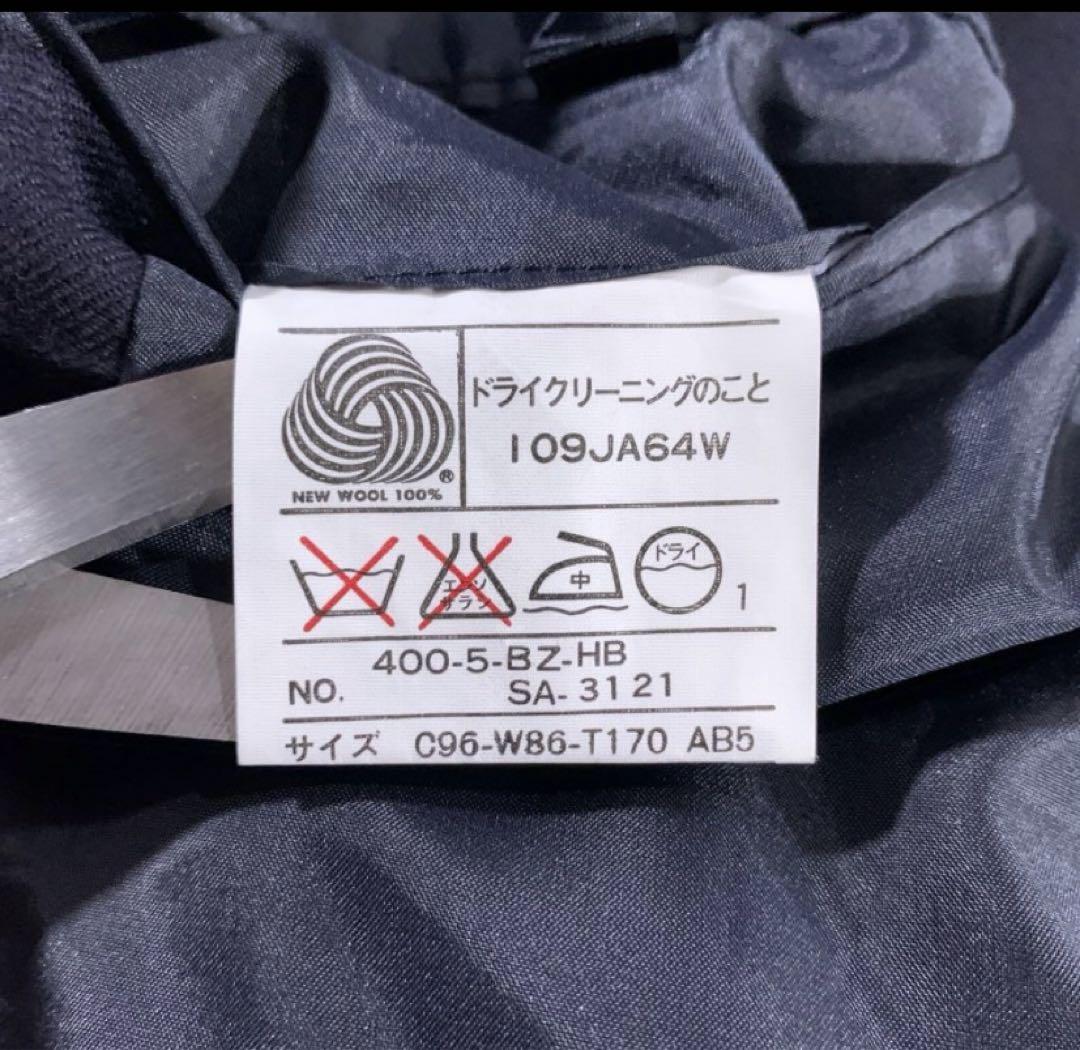 ドライクリーニングのこと
109JA64W
®
NEW WOOL 100%
エンソ
サラシ
中
ドライ
1
400-5-BZ-HB
NO. SA-3121
サイズ C96-W86-T170 AB5